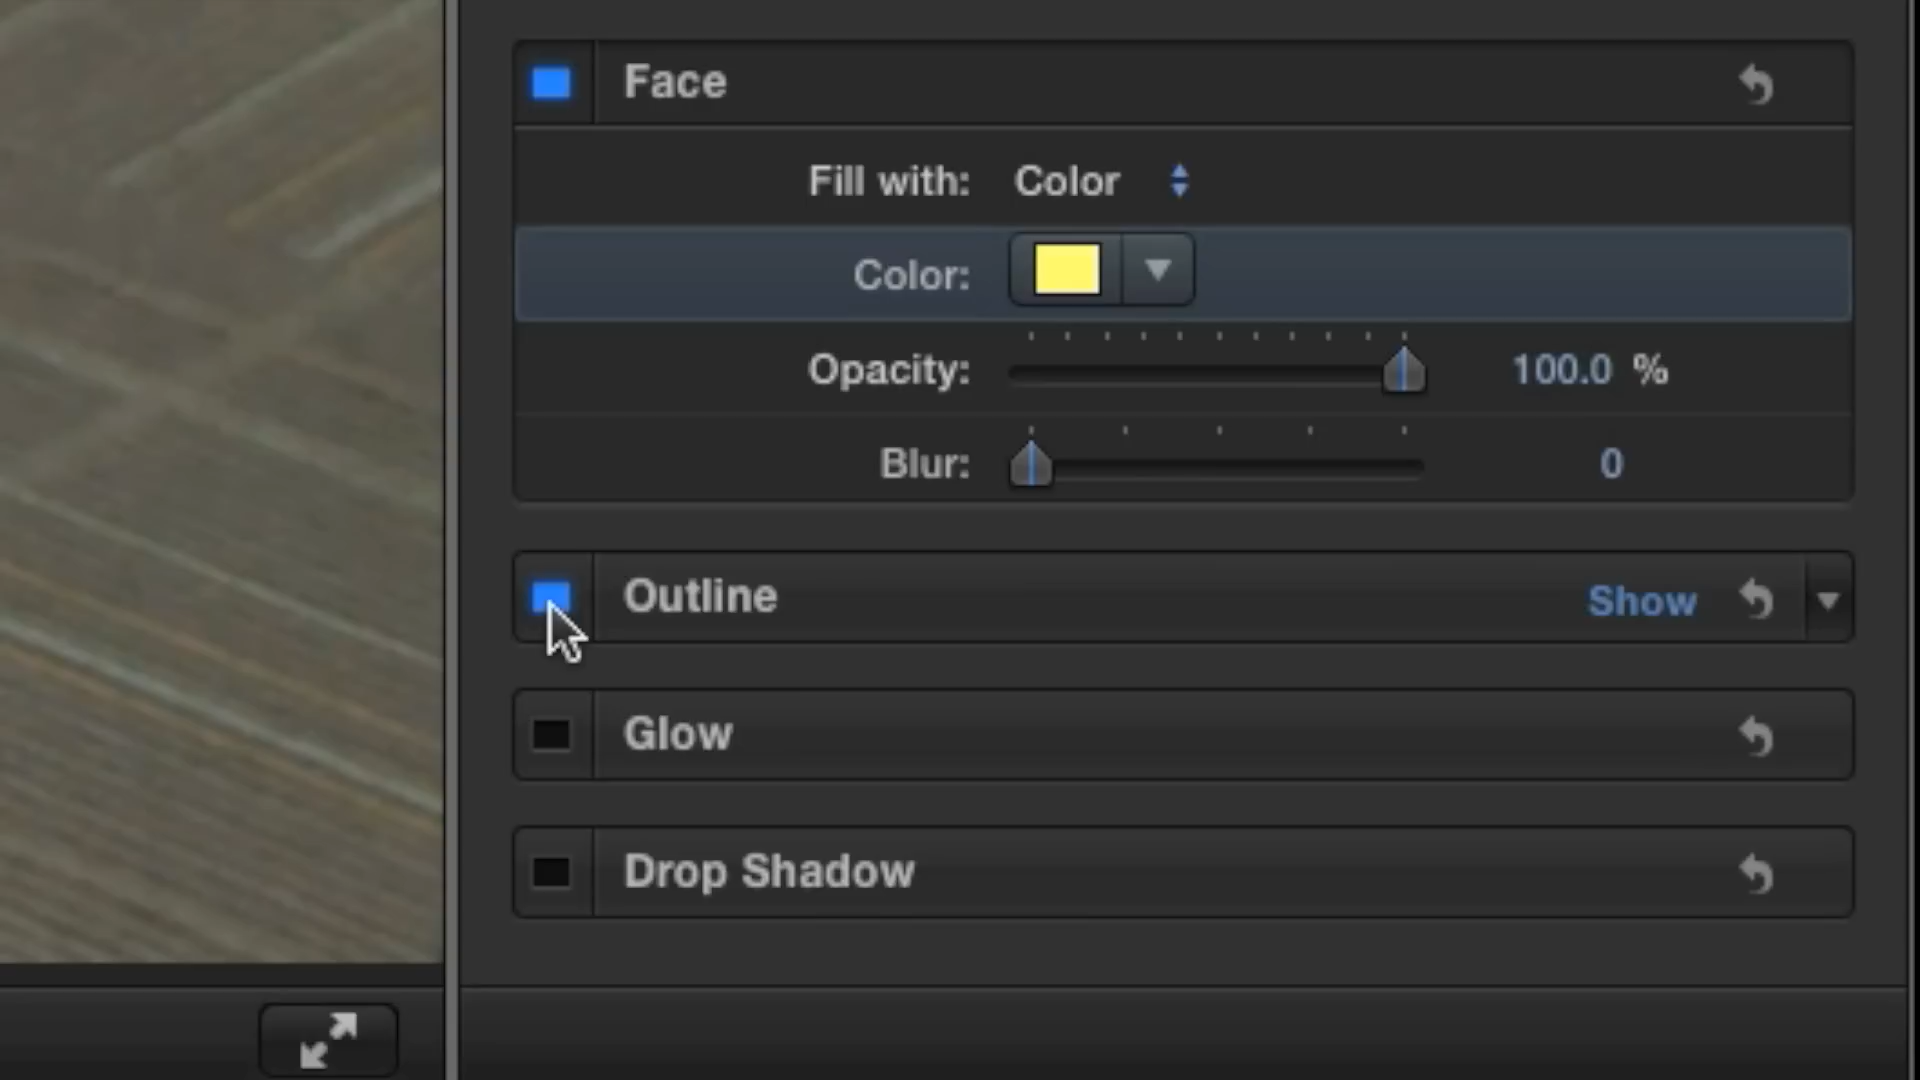 Face
Fill with: Color
Color:
Opacity: 100.0 %
Blur: 0
Outline Show
Glow
Drop Shadow